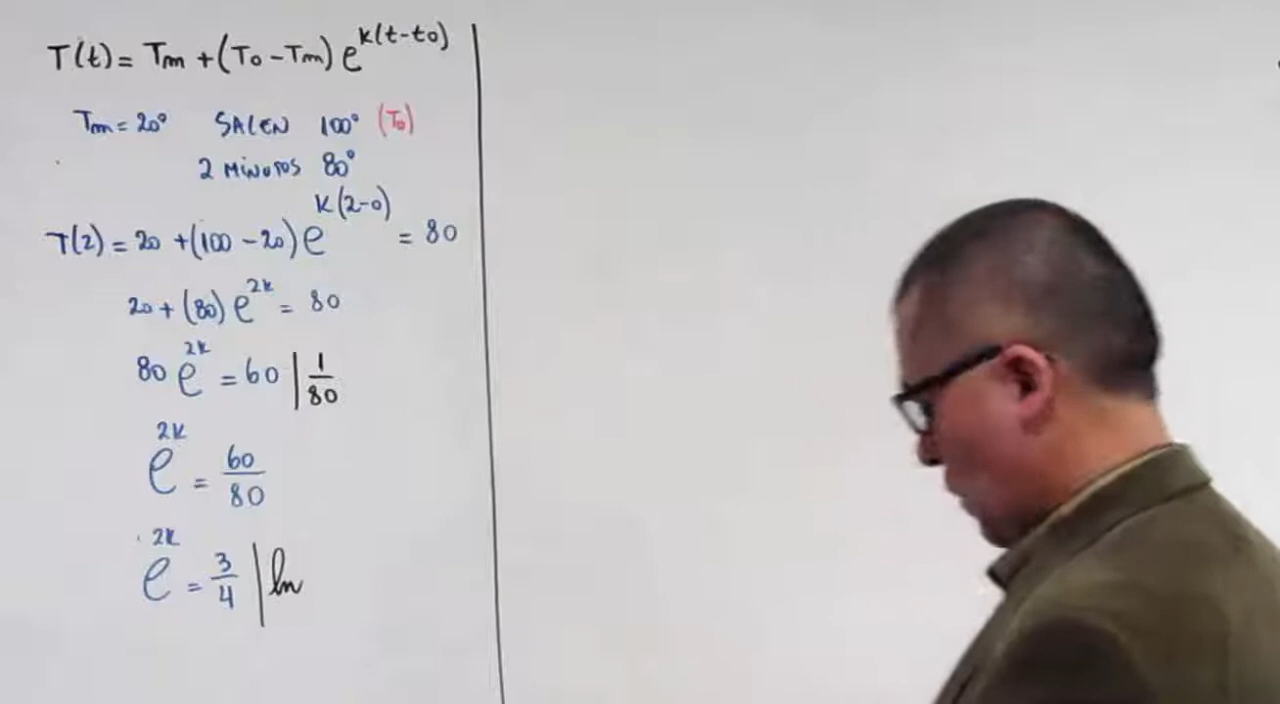 T(t) = Tm + (To - Tm) e^k(t-to)
Tm = 20° SALEN 100° (To)
2 MINUTOS 80°
T(2) = 20 + (100 - 20) e^k(2-0) = 80
20 + (80) e^2k = 80
80 e^2k = 60 | 1/80
e^2k = 60/80
e^2k = 3/4 | ln